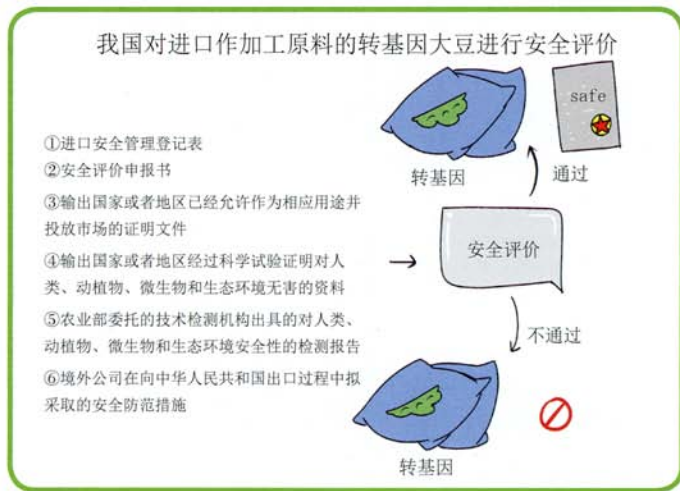 我国对进口作加工原料的转基因大豆进行安全评价
①进口安全管理登记表
②安全评价申报书
③输出国家或者地区已经允许作为相应用途并
投放市场的证明文件
④输出国家或者地区经过科学试验证明对人
类、动植物、微生物和生态环境无害的资料
⑤农业部委托的技术检测机构出具的对人类、
动植物、微生物和生态环境安全性的检测报告
⑥境外公司在向中华人民共和国出口过程中拟
采取的安全防范措施
safe
转基因
通过
安全评价
不通过
转基因